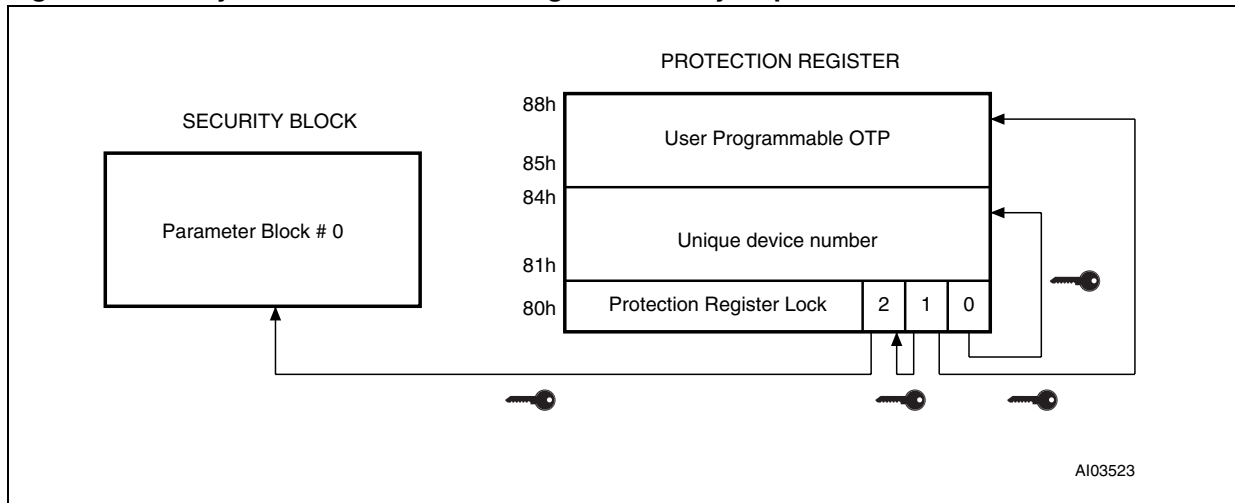 PROTECTION REGISTER
SECURITY BLOCK
Parameter Block # 0
88h
User Programmable OTP
85h
84h
Unique device number
81h
80h
Protection Register Lock
2
1
0
AI03523